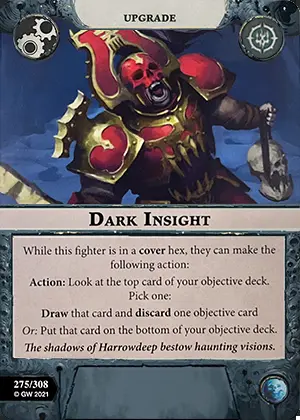 UPGRADE
DARK INSIGHT
While this fighter is in a cover hex, they can make the
following action:
Action: Look at the top card of your objective deck.
Pick one:
Draw that card and discard one objective card
Or: Put that card on the bottom of your objective deck.
The shadows of Harrowdeep bestow haunting visions.
275/308
© GW 2021